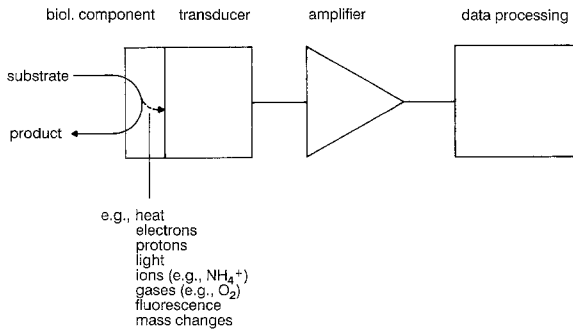 biol. component transducer amplifier data processing
substrate
product
e.g., heat
electrons
protons
light
ions (e.g., NH₄⁺)
gases (e.g., O₂)
fluorescence
mass changes